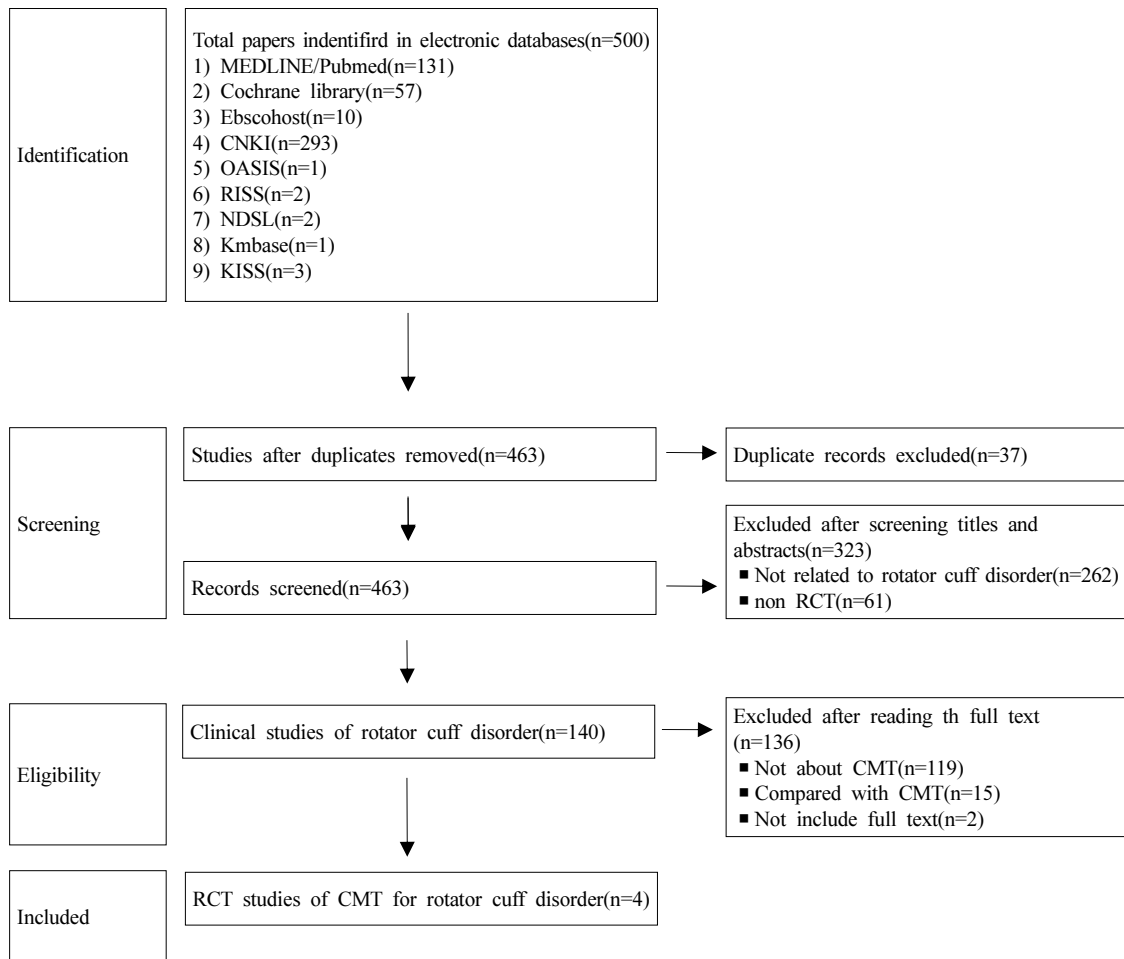 Identification
Total papers indentifird in electronic databases(n=500)
1) MEDLINE/Pubmed(n=131)
2) Cochrane library(n=57)
3) Ebscohost(n=10)
4) CNKI(n=293)
5) OASIS(n=1)
6) RISS(n=2)
7) NDSL(n=2)
8) Kmbase(n=1)
9) KISS(n=3)
Screening
Studies after duplicates removed(n=463)
Duplicate records excluded(n=37)
Records screened(n=463)
Excluded after screening titles and
abstracts(n=323)
▪ Not related to rotator cuff disorder(n=262)
▪ non RCT(n=61)
Eligibility
Clinical studies of rotator cuff disorder(n=140)
Excluded after reading th full text
(n=136)
▪ Not about CMT(n=119)
▪ Compared with CMT(n=15)
▪ Not include full text(n=2)
Included
RCT studies of CMT for rotator cuff disorder(n=4)